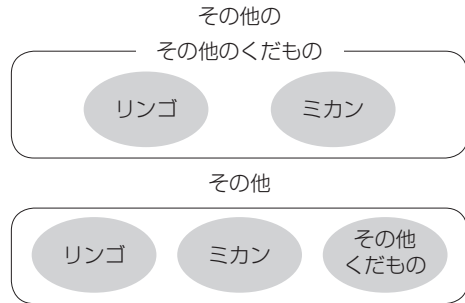 その他の
その他のくだもの
リンゴ
ミカン
その他
リンゴ
ミカン
その他
くだもの